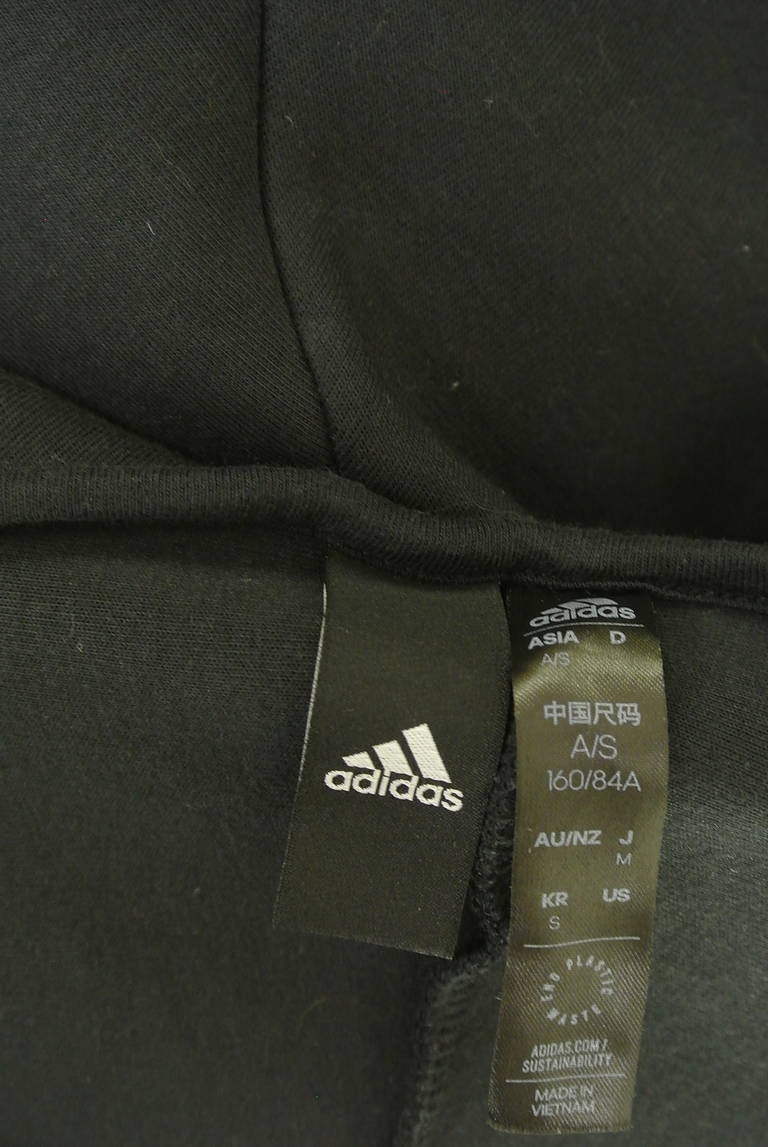 adidas
adidas
ASIA D
A/S
中国尺码
A/S
160/84A
AU/NZ J
M
KR US
S
END PLASTIC WASTE
ADIDAS.COM/
SUSTAINABILITY
MADE IN
VIETNAM